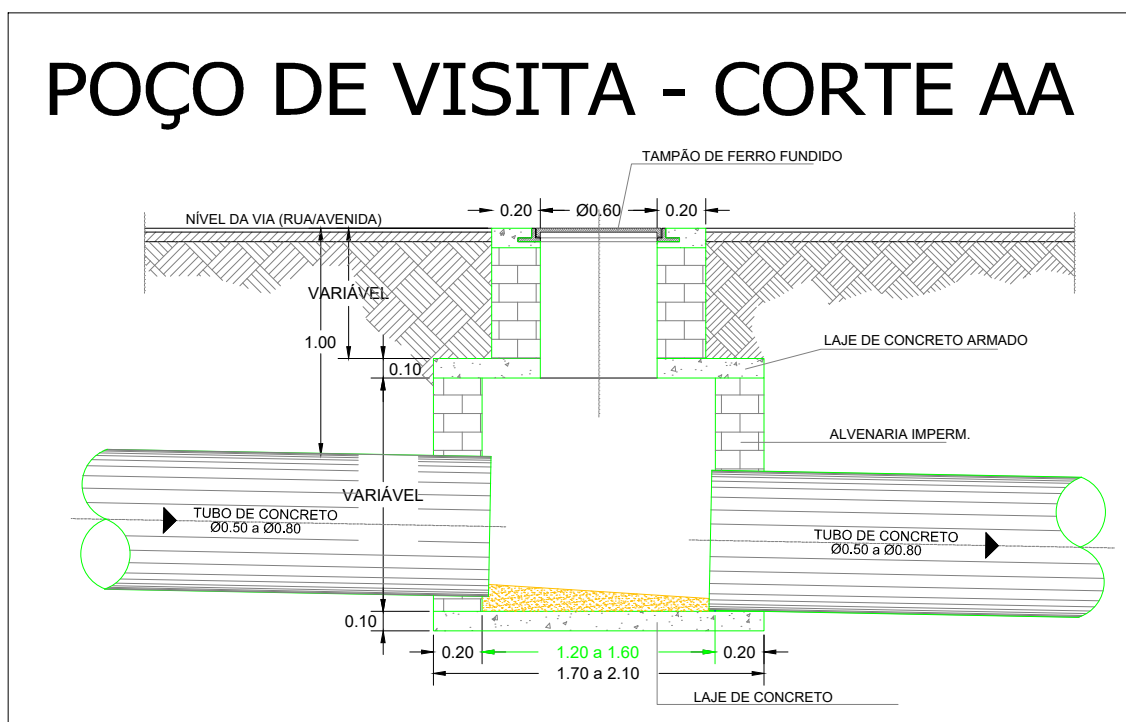 POÇO DE VISITA - CORTE AA
TAMPÃO DE FERRO FUNDIDO
NÍVEL DA VIA (RUA/AVENIDA)
0.20
Ø0.60
0.20
VARIÁVEL
1.00
LAJE DE CONCRETO ARMADO
0.10
ALVENARIA IMPERM.
VARIÁVEL
TUBO DE CONCRETO
Ø0.50 a Ø0.80
TUBO DE CONCRETO
Ø0.50 a Ø0.80
0.10
0.20
1.20 a 1.60
0.20
1.70 a 2.10
LAJE DE CONCRETO